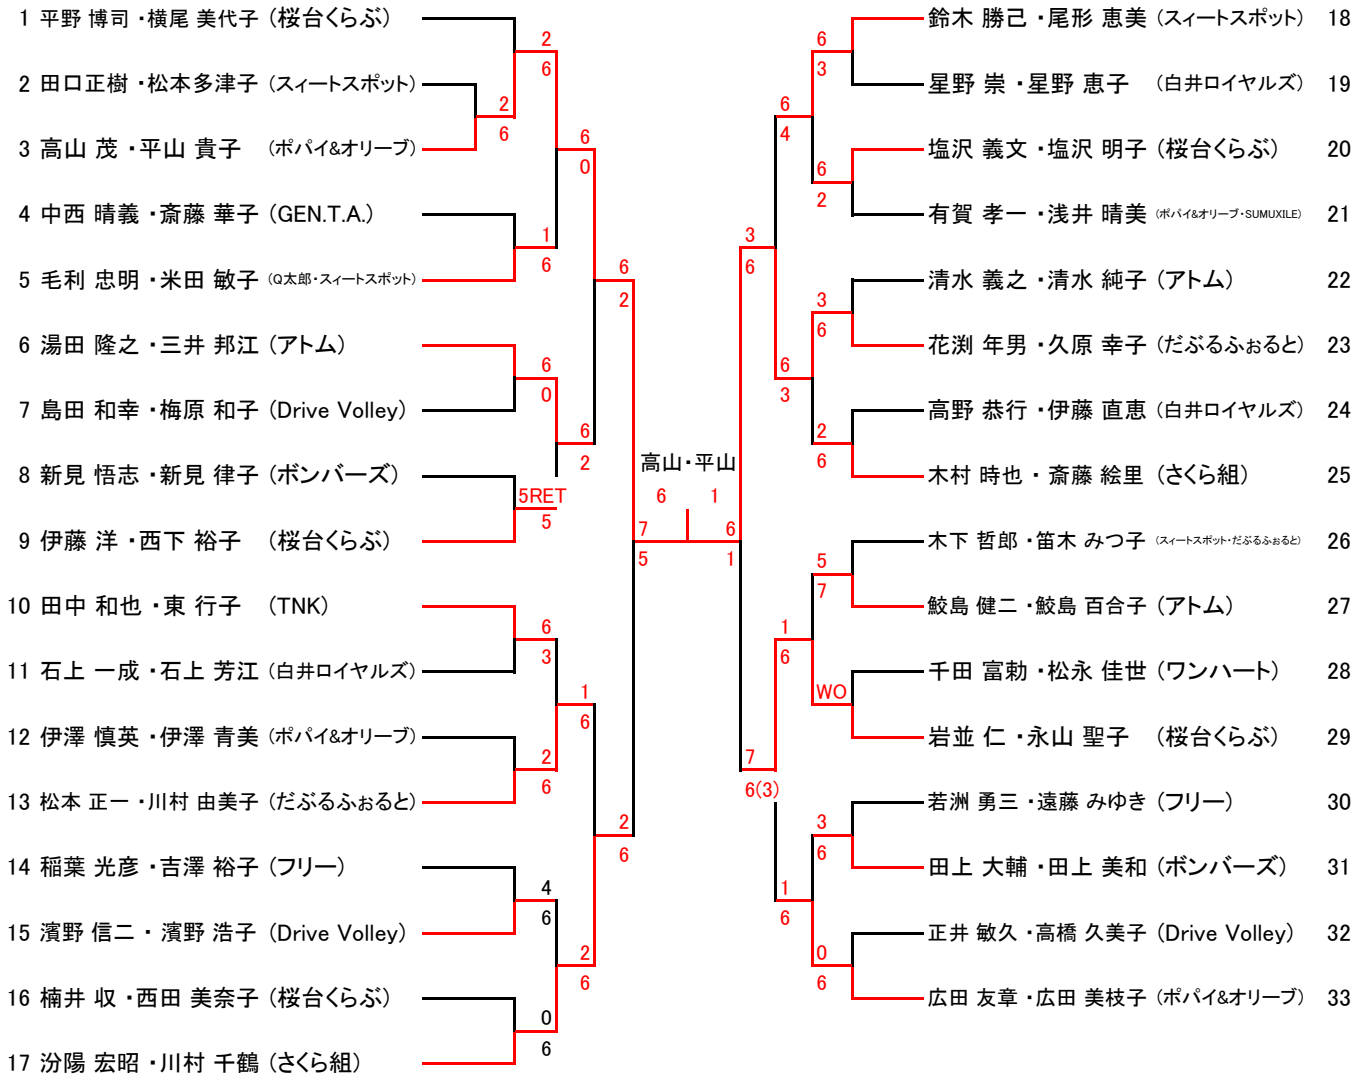 1 平野 博司 ・横尾 美代子 (桜台くらぶ)
2 田口正樹 ・松本多津子 (スィートスポット)
3 高山 茂 ・平山 貴子 (ポパイ&オリーブ)
4 中西 晴義 ・斎藤 華子 (GEN.T.A.)
5 毛利 忠明 ・米田 敏子 (Q太郎・スィートスポット)
6 湯田 隆之 ・三井 邦江 (アトム)
7 島田 和幸 ・梅原 和子 (Drive Volley)
8 新見 悟志 ・新見 律子 (ボンバーズ)
9 伊藤 洋 ・西下 裕子 (桜台くらぶ)
10 田中 和也 ・東 行子 (TNK)
11 石上 一成 ・石上 芳江 (白井ロイヤルズ)
12 伊澤 慎英 ・伊澤 青美 (ポパイ&オリーブ)
13 松本 正一 ・川村 由美子 (だぶるふぉると)
14 稲葉 光彦 ・吉澤 裕子 (フリー)
15 濱野 信二 ・ 濱野 浩子 (Drive Volley)
16 楠井 収 ・西田 美奈子 (桜台くらぶ)
17 汾陽 宏昭 ・川村 千鶴 (さくら組)
2
6
2
6
1
6
6
0
5RET
5
6
3
2
6
4
6
0
6
6
0
6
2
1
6
2
6
6
2
2
6
7
5
高山・平山
6 1
6
1
3
6
7
6(3)
6
4
6
3
1
6
1
6
6
3
6
2
3
6
2
6
5
7
WO
3
6
0
6
鈴木 勝己 ・尾形 恵美 (スィートスポット) 18
星野 崇 ・星野 恵子 (白井ロイヤルズ) 19
塩沢 義文 ・塩沢 明子 (桜台くらぶ) 20
有賀 孝一 ・浅井 晴美 (ポパイ&オリーブ・SUMUXILE) 21
清水 義之 ・清水 純子 (アトム) 22
花渕 年男 ・久原 幸子 (だぶるふぉると) 23
高野 恭行 ・伊藤 直恵 (白井ロイヤルズ) 24
木村 時也 ・ 斎藤 絵里 (さくら組) 25
木下 哲郎 ・笛木 みつ子 (スィートスポット・だぶるふぉると) 26
鮫島 健二 ・鮫島 百合子 (アトム) 27
千田 富勅 ・松永 佳世 (ワンハート) 28
岩並 仁 ・永山 聖子 (桜台くらぶ) 29
若洲 勇三 ・遠藤 みゆき (フリー) 30
田上 大輔 ・田上 美和 (ボンバーズ) 31
正井 敏久 ・高橋 久美子 (Drive Volley) 32
広田 友章 ・広田 美枝子 (ポパイ&オリーブ) 33